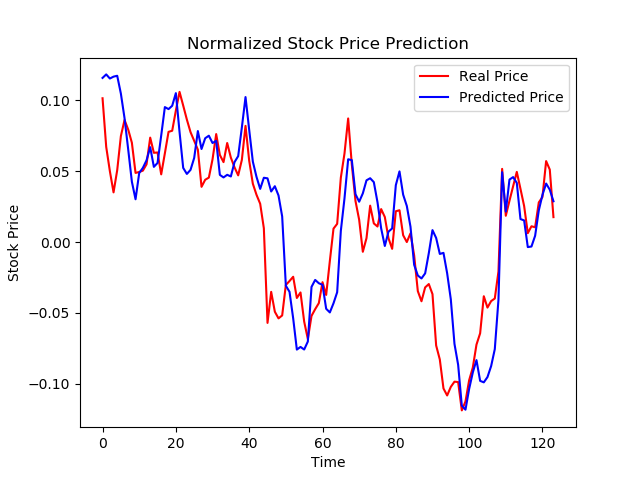 Normalized Stock Price Prediction
Real Price
Predicted Price
0.10
0.05
0.00
−0.05
−0.10
Stock Price
0 20 40 60 80 100 120
Time